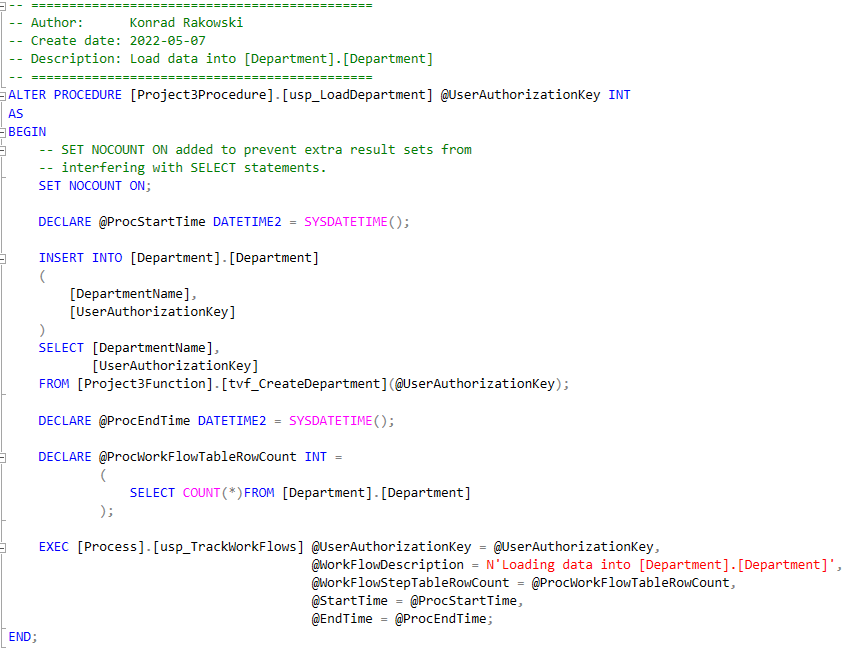 -- =============================================
-- Author:      Konrad Rakowski
-- Create date: 2022-05-07
-- Description: Load data into [Department].[Department]
-- =============================================
ALTER PROCEDURE [Project3Procedure].[usp_LoadDepartment] @UserAuthorizationKey INT
AS
BEGIN
    -- SET NOCOUNT ON added to prevent extra result sets from
    -- interfering with SELECT statements.
    SET NOCOUNT ON;

    DECLARE @ProcStartTime DATETIME2 = SYSDATETIME();

    INSERT INTO [Department].[Department]
    (
        [DepartmentName],
        [UserAuthorizationKey]
    )
    SELECT [DepartmentName],
           [UserAuthorizationKey]
    FROM [Project3Function].[tvf_CreateDepartment](@UserAuthorizationKey);

    DECLARE @ProcEndTime DATETIME2 = SYSDATETIME();

    DECLARE @ProcWorkFlowTableRowCount INT =
            (
                SELECT COUNT(*)FROM [Department].[Department]
            );

    EXEC [Process].[usp_TrackWorkFlows] @UserAuthorizationKey = @UserAuthorizationKey,
                                        @WorkFlowDescription = N'Loading data into [Department].[Department]',
                                        @WorkFlowStepTableRowCount = @ProcWorkFlowTableRowCount,
                                        @StartTime = @ProcStartTime,
                                        @EndTime = @ProcEndTime;
END;